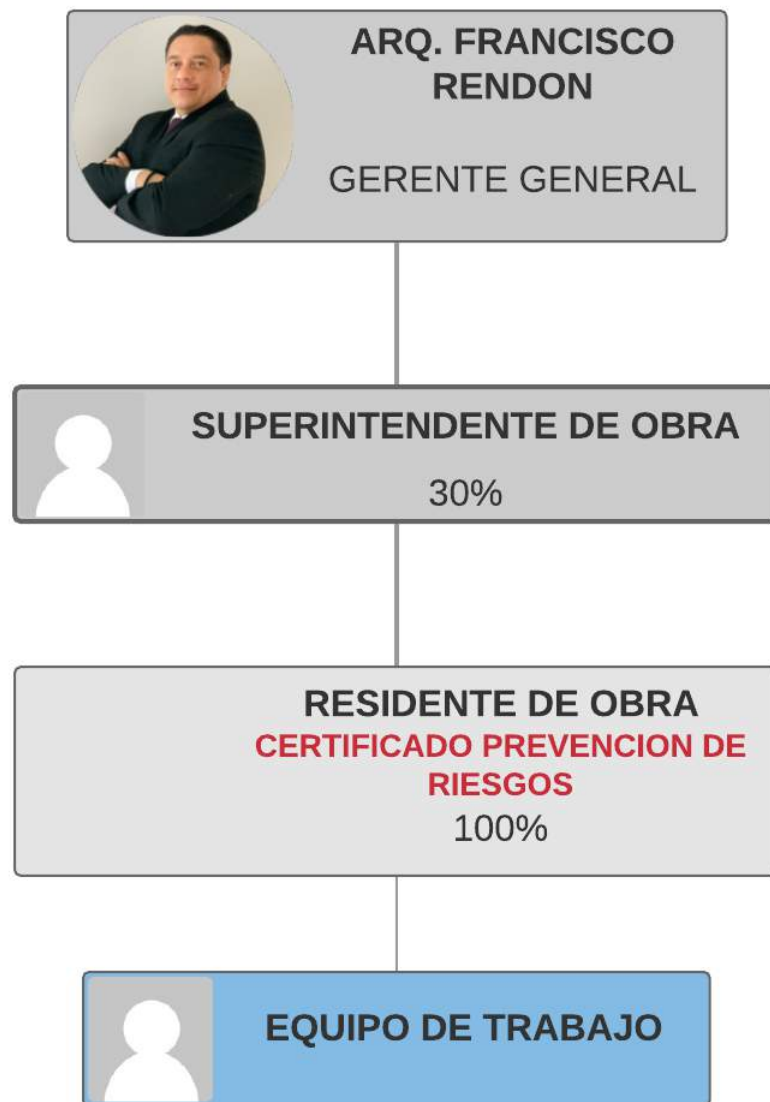 ARQ. FRANCISCO
RENDON
GERENTE GENERAL
SUPERINTENDENTE DE OBRA
30%
RESIDENTE DE OBRA
CERTIFICADO PREVENCION DE
RIESGOS
100%
EQUIPO DE TRABAJO